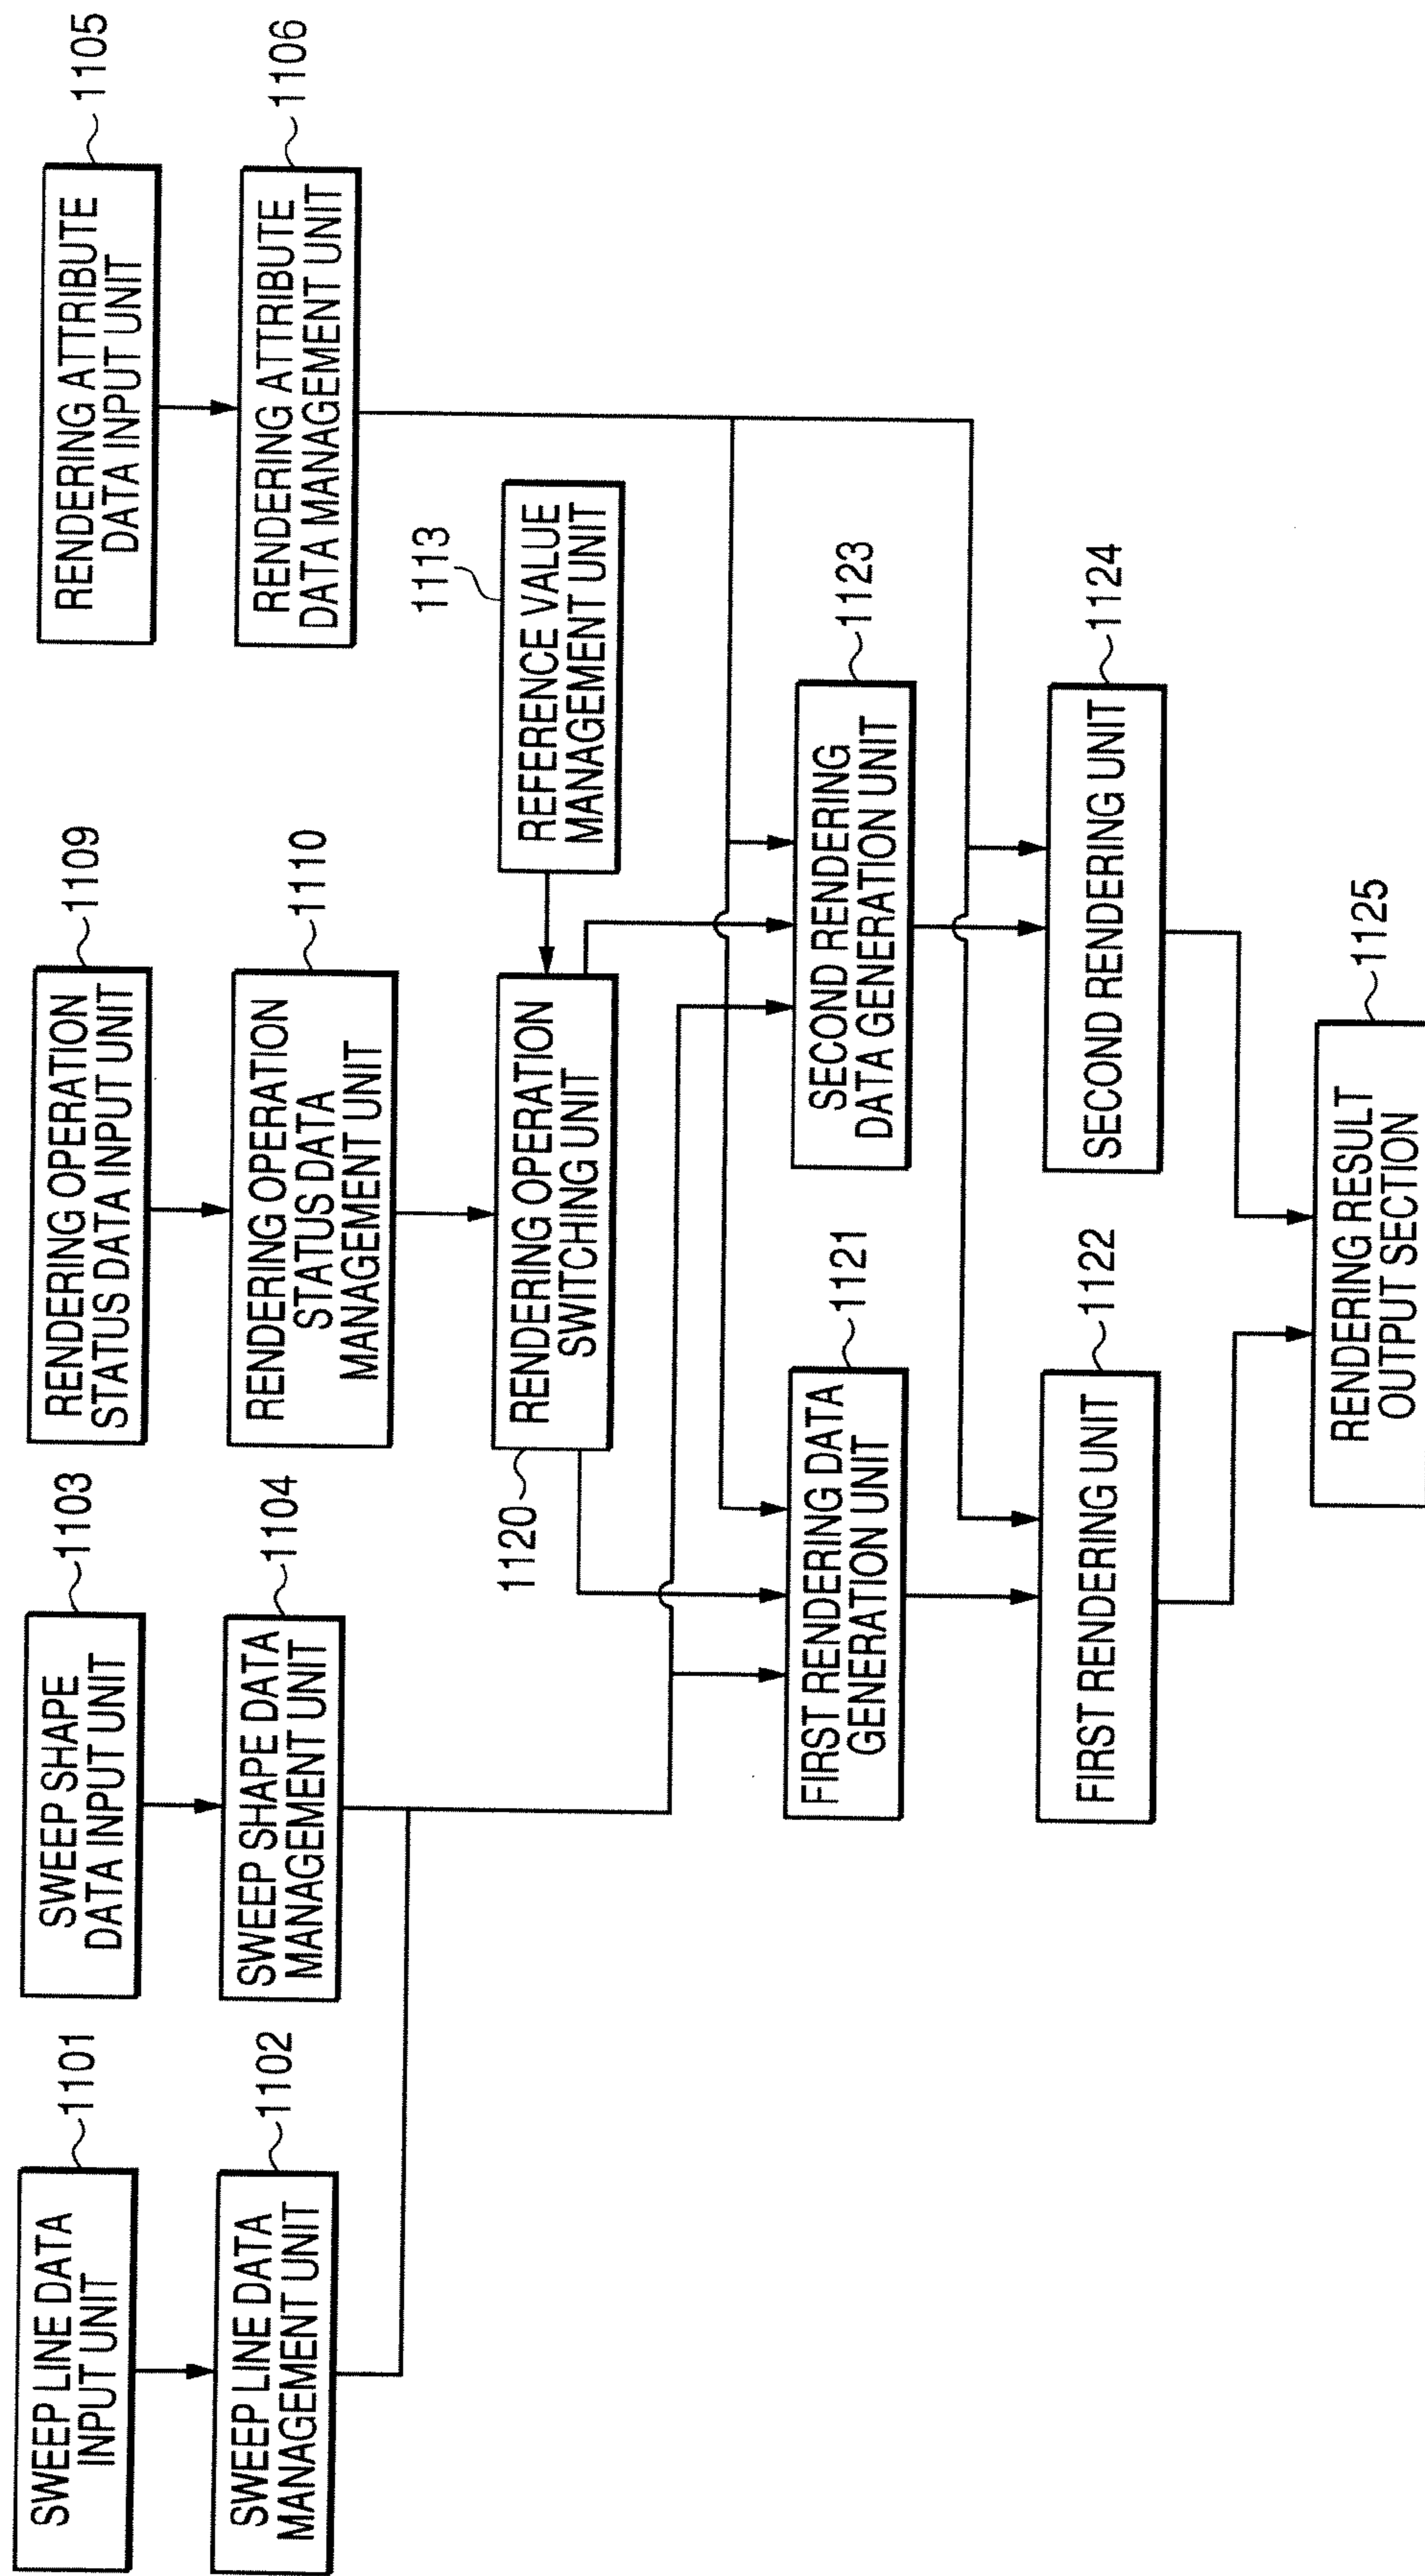 SWEEP LINE DATA
INPUT UNIT
1101
SWEEP SHAPE
DATA INPUT UNIT
1103
RENDERING OPERATION
STATUS DATA INPUT UNIT
1109
RENDERING ATTRIBUTE
DATA INPUT UNIT
1105
SWEEP LINE DATA
MANAGEMENT UNIT
1102
SWEEP SHAPE DATA
MANAGEMENT UNIT
1104
RENDERING OPERATION
STATUS DATA
MANAGEMENT UNIT
1110
RENDERING ATTRIBUTE
DATA MANAGEMENT UNIT
1106
1120
RENDERING OPERATION
SWITCHING UNIT
REFERENCE VALUE
MANAGEMENT UNIT
1113
FIRST RENDERING DATA
GENERATION UNIT
1121
SECOND RENDERING
DATA GENERATION UNIT
1123
FIRST RENDERING UNIT
1122
SECOND RENDERING UNIT
1124
RENDERING RESULT
OUTPUT SECTION
1125